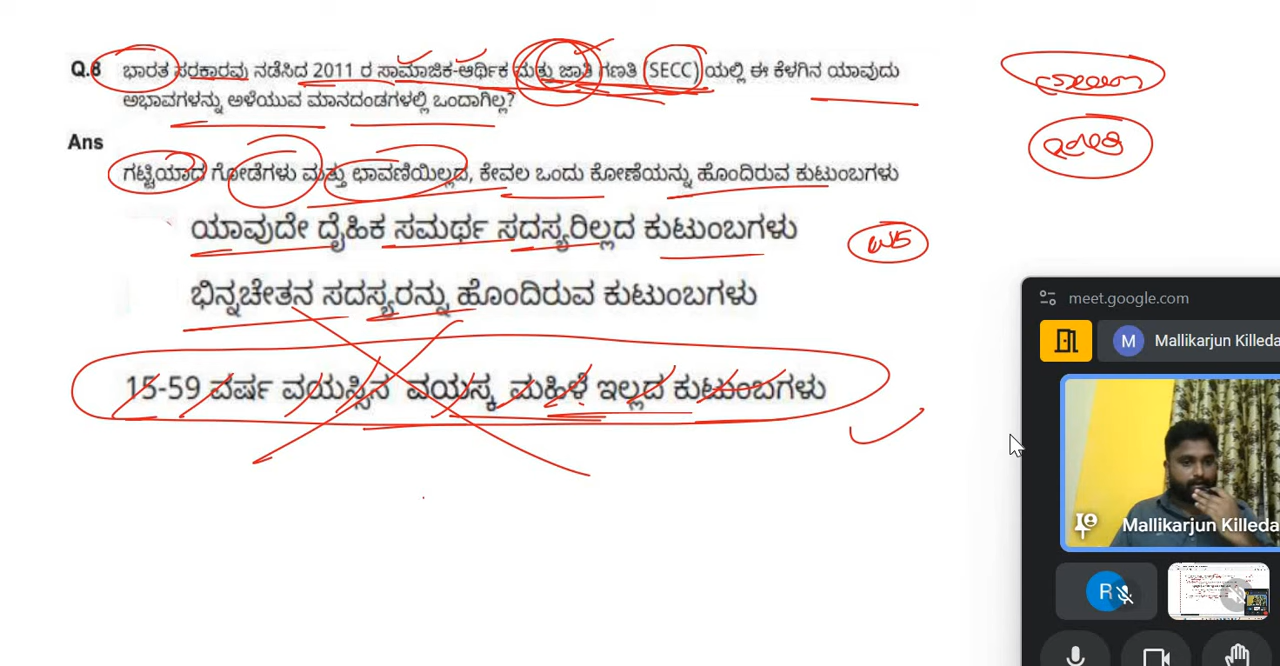 Q.8 ಭಾರತ ಸರಕಾರವು ನಡೆಸಿದ 2011 ರ ಸಾಮಾಜಿಕ-ಆರ್ಥಿಕ ಮತ್ತು ಜಾತಿ ಗಣತಿ (SECC) ಯಲ್ಲಿ ಈ ಕೆಳಗಿನ ಯಾವುದು
ಅಭಾವಗಳನ್ನು ಅಳೆಯುವ ಮಾನದಂಡಗಳಲ್ಲಿ ಒಂದಾಗಿಲ್ಲ?
Ans
ಗಟ್ಟಿಯಾದ ಗೋಡೆಗಳು ಮತ್ತು ಛಾವಣಿಯಿಲ್ಲದ, ಕೇವಲ ಒಂದು ಕೋಣೆಯನ್ನು ಹೊಂದಿರುವ ಕುಟುಂಬಗಳು
ಯಾವುದೇ ದೈಹಿಕ ಸಮರ್ಥ ಸದಸ್ಯರಿಲ್ಲದ ಕುಟುಂಬಗಳು
ಭಿನ್ನಚೇತನ ಸದಸ್ಯರನ್ನು ಹೊಂದಿರುವ ಕುಟುಂಬಗಳು
15-59 ವರ್ಷ ವಯಸ್ಸಿನ ವಯಸ್ಕ ಮಹಿಳೆ ಇಲ್ಲದ ಕುಟುಂಬಗಳು
meet.google.com
M Mallikarjun Killeda
Mallikarjun Killeda
R